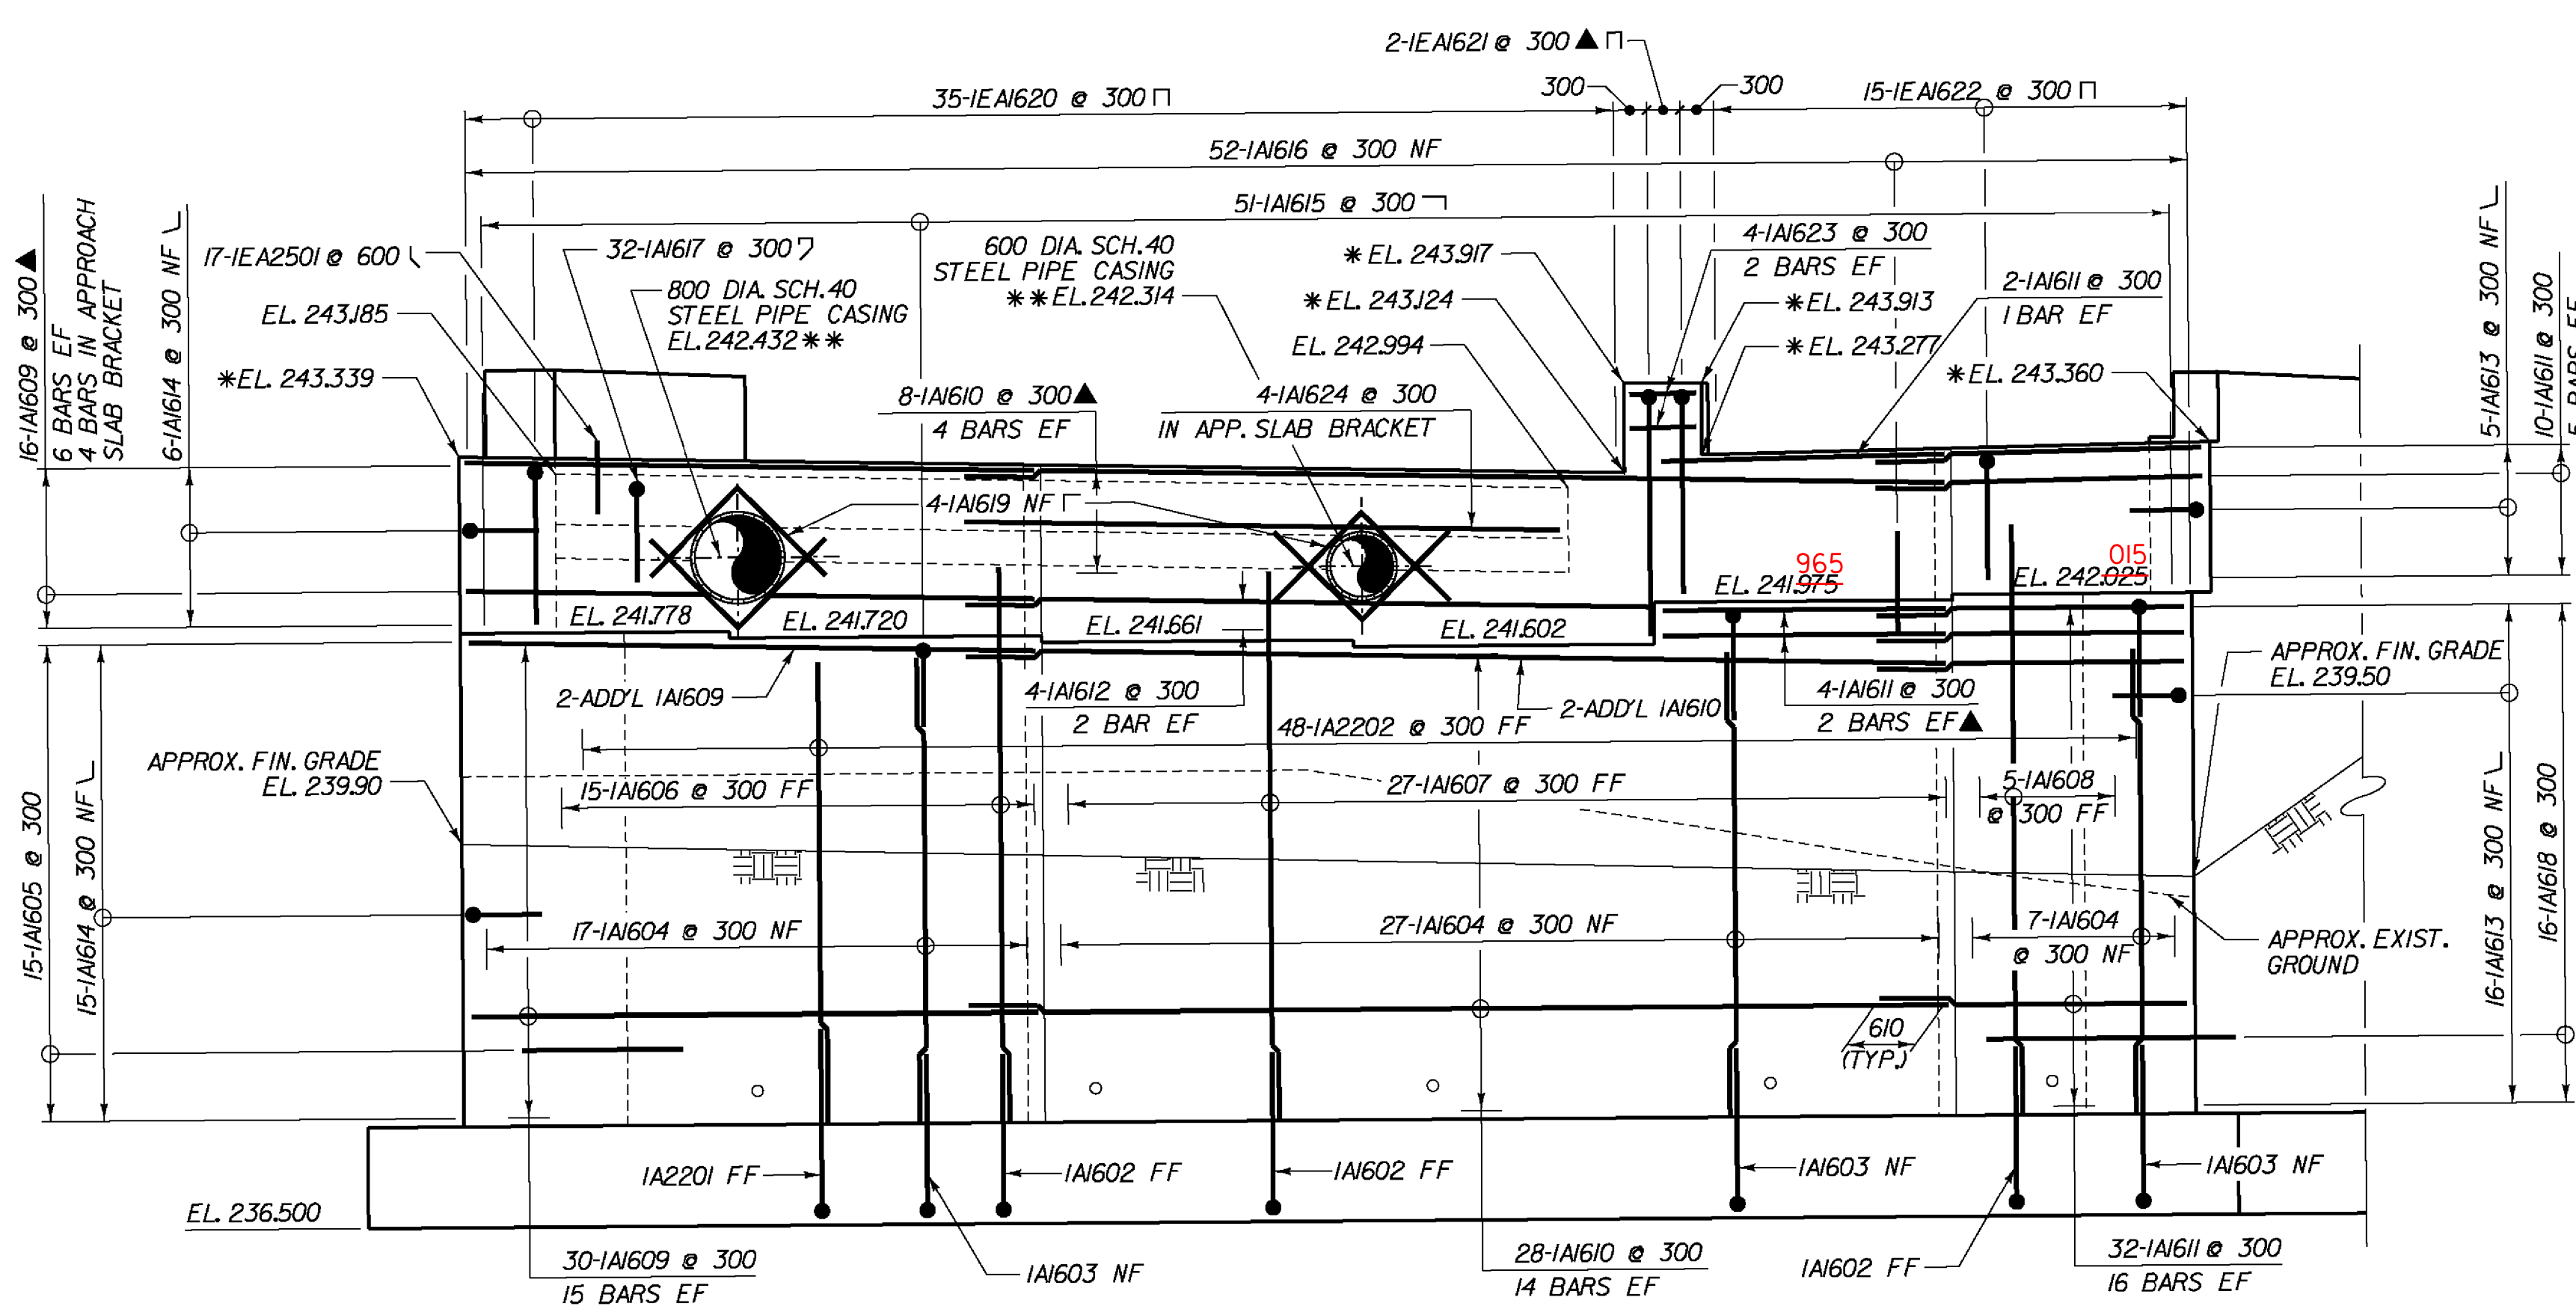 2-1EA1621 @ 300
300
300
35-1EA1620 @ 300
15-1EA1622 @ 300
52-1A1616 @ 300 NF
51-1A1615 @ 300
16-1A1609 @ 300
6 BARS EF
4 BARS IN APPROACH
SLAB BRACKET
6-1A1614 @ 300 NF
17-1EA2501 @ 600
EL. 243.185
*EL. 243.339
32-1A1617 @ 300
800 DIA. SCH.40
STEEL PIPE CASING
EL.242.432**
600 DIA. SCH.40
STEEL PIPE CASING
**EL.242.314
*EL. 243.917
*EL. 243.124
EL. 242.994
4-1A1623 @ 300
2 BARS EF
*EL. 243.913
*EL. 243.277
2-1A1611 @ 300
1 BAR EF
*EL. 243.360
5-1A1613 @ 300 NF
10-1A1611 @ 300
5 BARS EF
8-1A1610 @ 300
4 BARS EF
4-1A1624 @ 300
IN APP. SLAB BRACKET
4-1A1619 NF
965
EL. 241.975
015
EL. 242.025
EL. 241.778
EL. 241.720
EL. 241.661
EL. 241.602
2-ADD'L 1A1609
4-1A1612 @ 300
2 BAR EF
2-ADD'L 1A1610
4-1A1611 @ 300
2 BARS EF
APPROX. FIN. GRADE
EL. 239.50
48-1A2202 @ 300 FF
APPROX. FIN. GRADE
EL. 239.90
15-1A1606 @ 300 FF
27-1A1607 @ 300 FF
5-1A1608
@ 300 FF
15-1A1605 @ 300
15-1A1614 @ 300 NF
16-1A1613 @ 300 NF
16-1A1618 @ 300
17-1A1604 @ 300 NF
27-1A1604 @ 300 NF
7-1A1604
@ 300 NF
APPROX. EXIST.
GROUND
610
(TYP.)
1A2201 FF
1A1602 FF
1A1602 FF
1A1603 NF
1A1603 NF
EL. 236.500
30-1A1609 @ 300
15 BARS EF
1A1603 NF
28-1A1610 @ 300
14 BARS EF
1A1602 FF
32-1A1611 @ 300
16 BARS EF